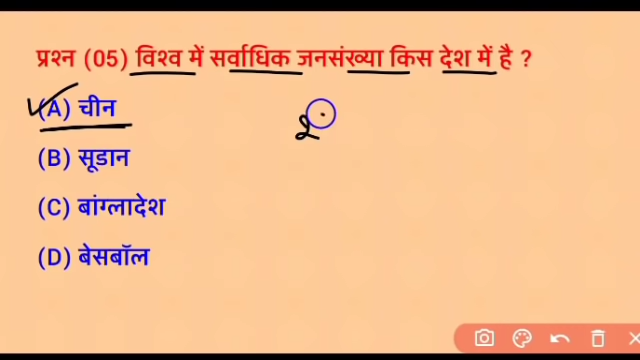 प्रश्न (05) विश्व में सर्वाधिक जनसंख्या किस देश में है ?
(A) चीन
(B) सूडान
(C) बांग्लादेश
(D) बेसबॉल